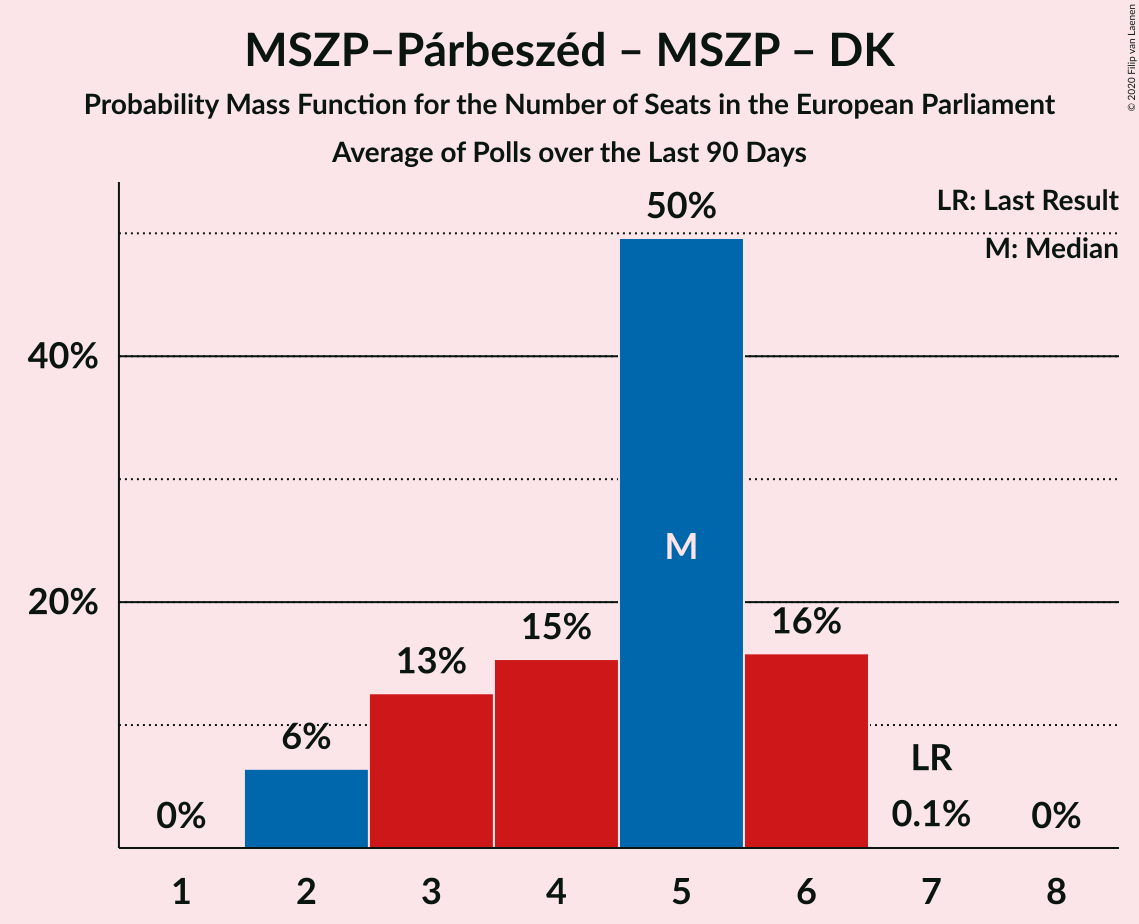 MSZP–Párbeszéd – MSZP – DK
Probability Mass Function for the Number of Seats in the European Parliament
Average of Polls over the Last 90 Days
© 2020 Filip van Laenen
LR: Last Result
M: Median
50%
40%
20%
M
16%
15%
13%
6%
LR
0%
0.1%
0%
1 2 3 4 5 6 7 8